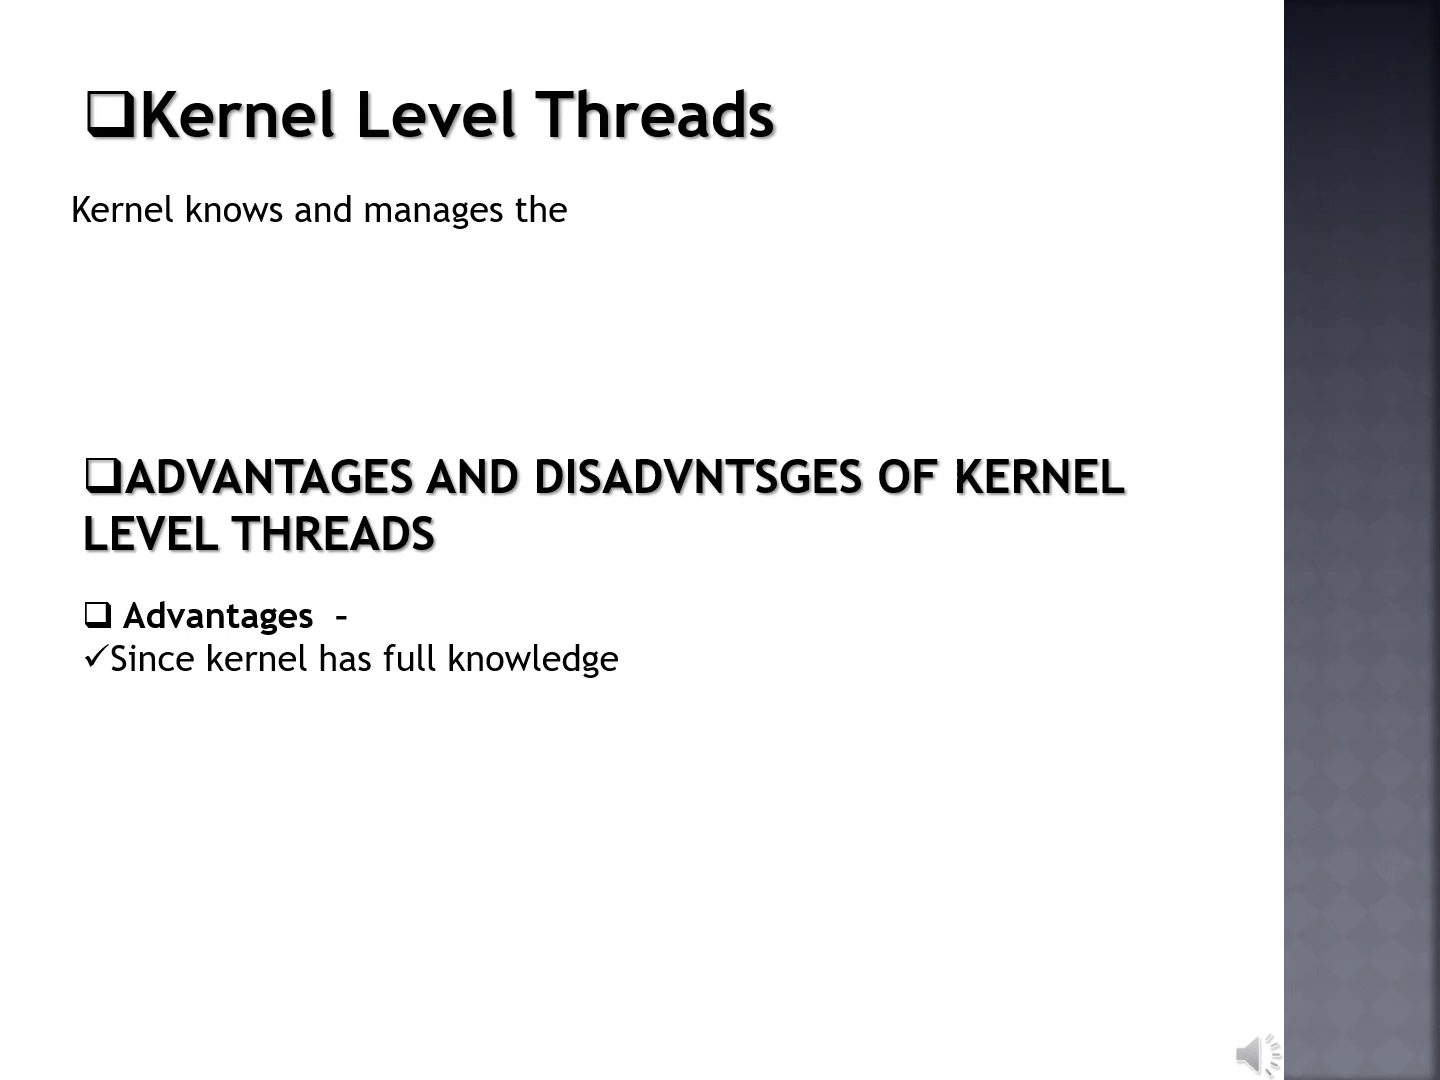 ❑Kernel Level Threads
Kernel knows and manages the
❑ADVANTAGES AND DISADVNTSGES OF KERNEL
LEVEL THREADS
❑ Advantages –
✓Since kernel has full knowledge